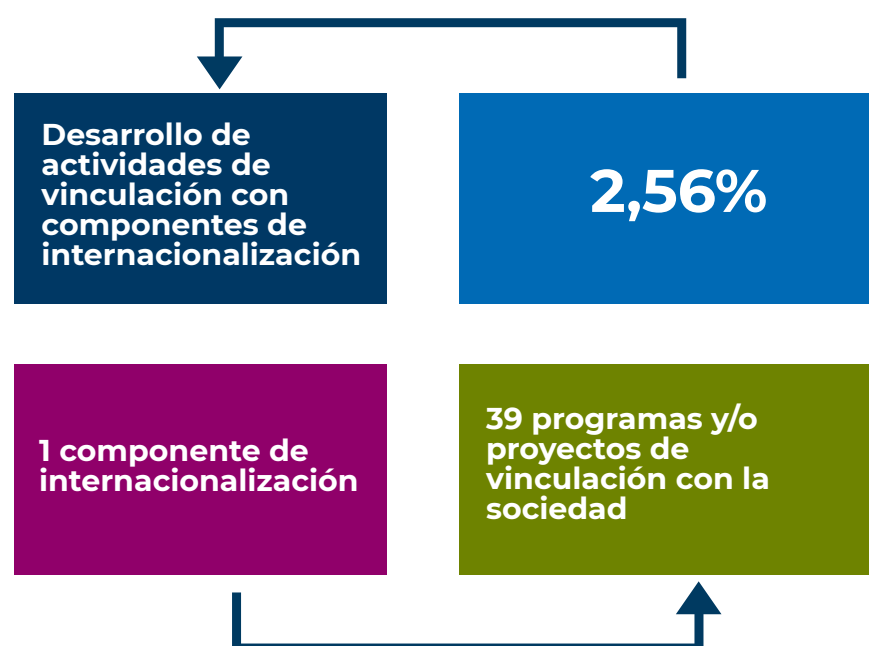 Desarrollo de
actividades de
vinculación con
componentes de
internacionalización
2,56%
1 componente de
internacionalización
39 programas y/o
proyectos de
vinculación con la
sociedad